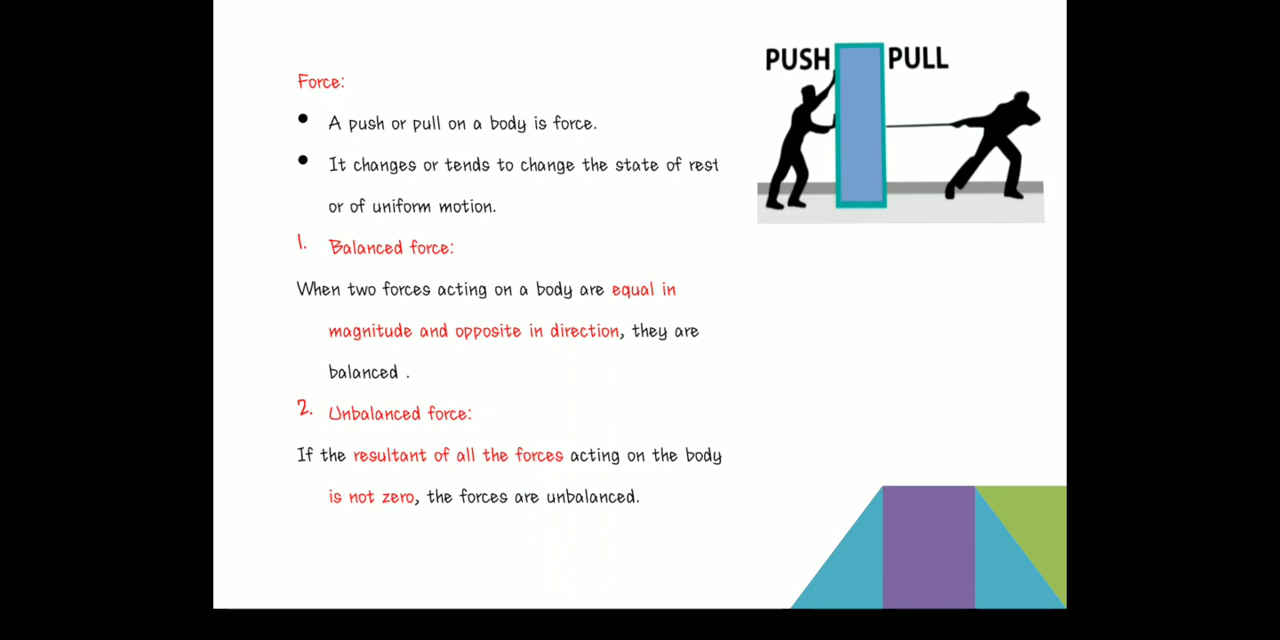 PUSH PULL
Force:
• A push or pull on a body is force.
• It changes or tends to change the state of rest
or of uniform motion.
1. Balanced force:
When two forces acting on a body are equal in
magnitude and opposite in direction, they are
balanced .
2. Unbalanced force:
If the resultant of all the forces acting on the body
is not zero, the forces are unbalanced.